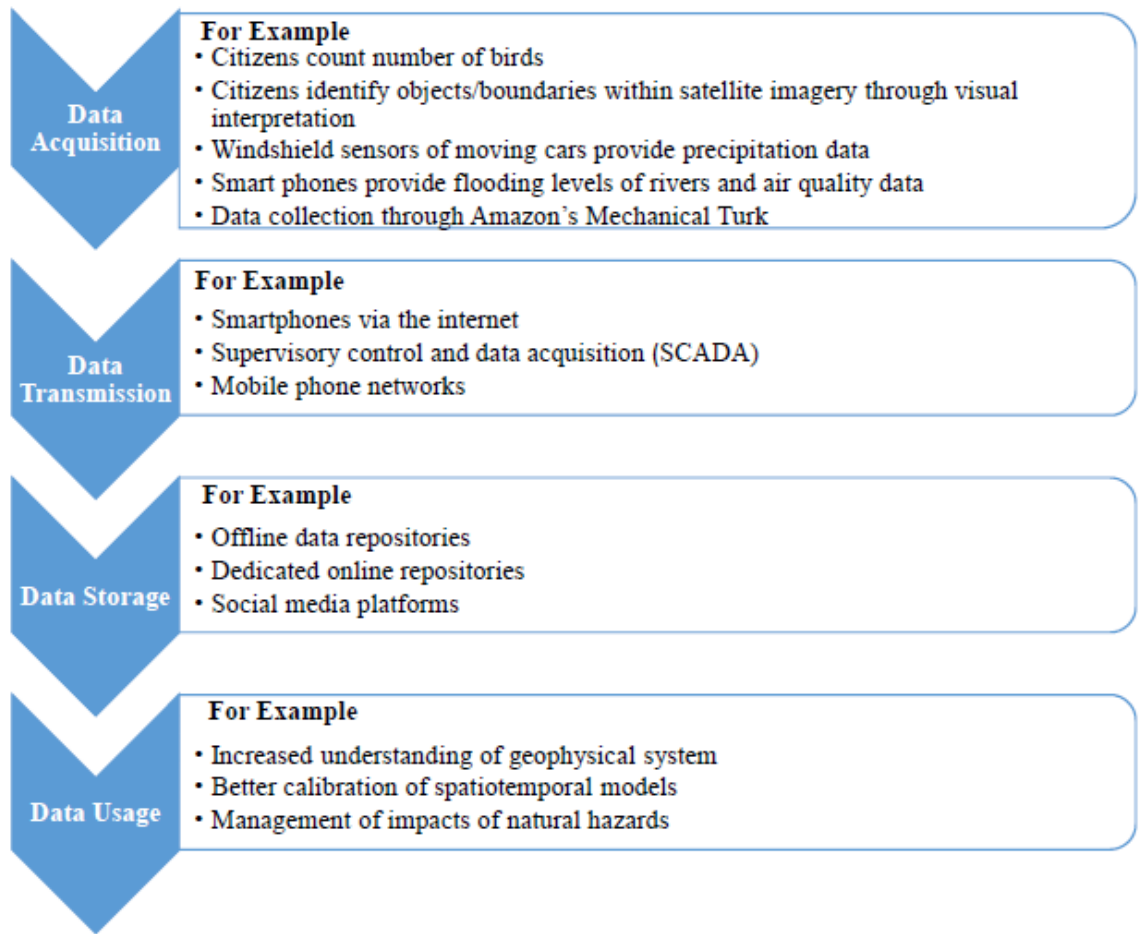 For Example
Data
Acquisition
• Citizens count number of birds
• Citizens identify objects/boundaries within satellite imagery through visual
interpretation
• Windshield sensors of moving cars provide precipitation data
• Smart phones provide flooding levels of rivers and air quality data
• Data collection through Amazon's Mechanical Turk
Data
Transmission
For Example
• Smartphones via the internet
• Supervisory control and data acquisition (SCADA)
• Mobile phone networks
Data Storage
For Example
• Offline data repositories
• Dedicated online repositories
• Social media platforms
Data Usage
For Example
• Increased understanding of geophysical system
• Better calibration of spatiotemporal models
• Management of impacts of natural hazards